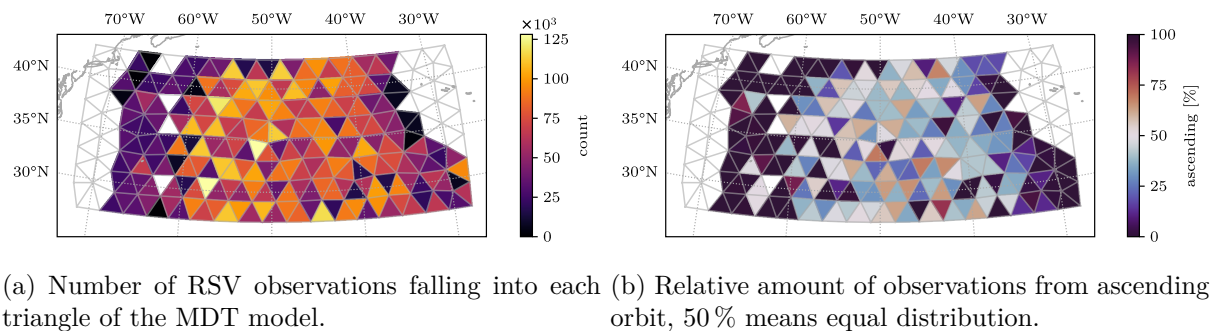 70°W 60°W 50°W 40°W 30°W
×10³
40°N
35°N
30°N
125
100
75
50
25
0
count
70°W 60°W 50°W 40°W 30°W
40°N
35°N
30°N
100
75
50
25
0
ascending [%]
(a) Number of RSV observations falling into each
triangle of the MDT model.
(b) Relative amount of observations from ascending
orbit, 50 % means equal distribution.